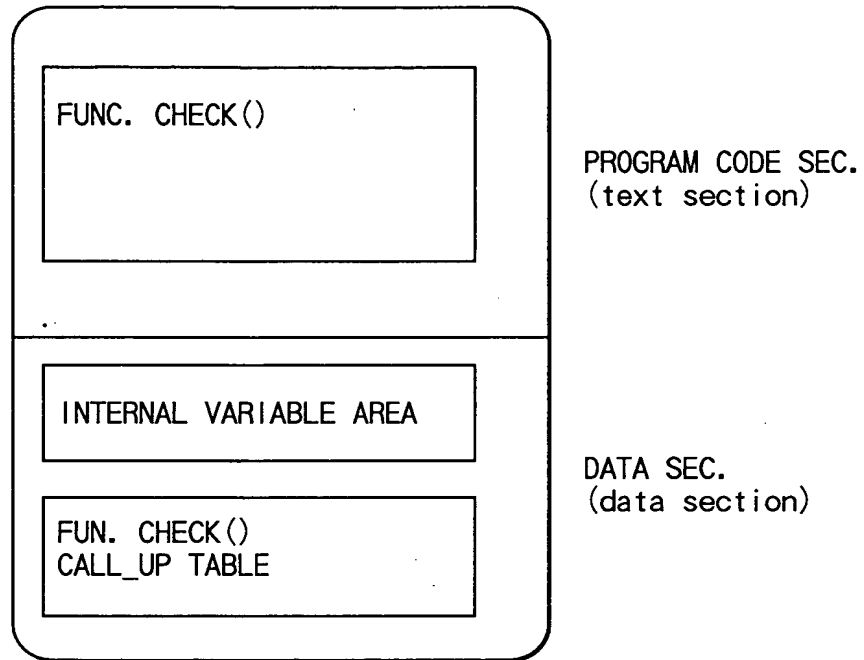 FUNC. CHECK()
PROGRAM CODE SEC.
(text section)
INTERNAL VARIABLE AREA
DATA SEC.
(data section)
FUN. CHECK()
CALL_UP TABLE